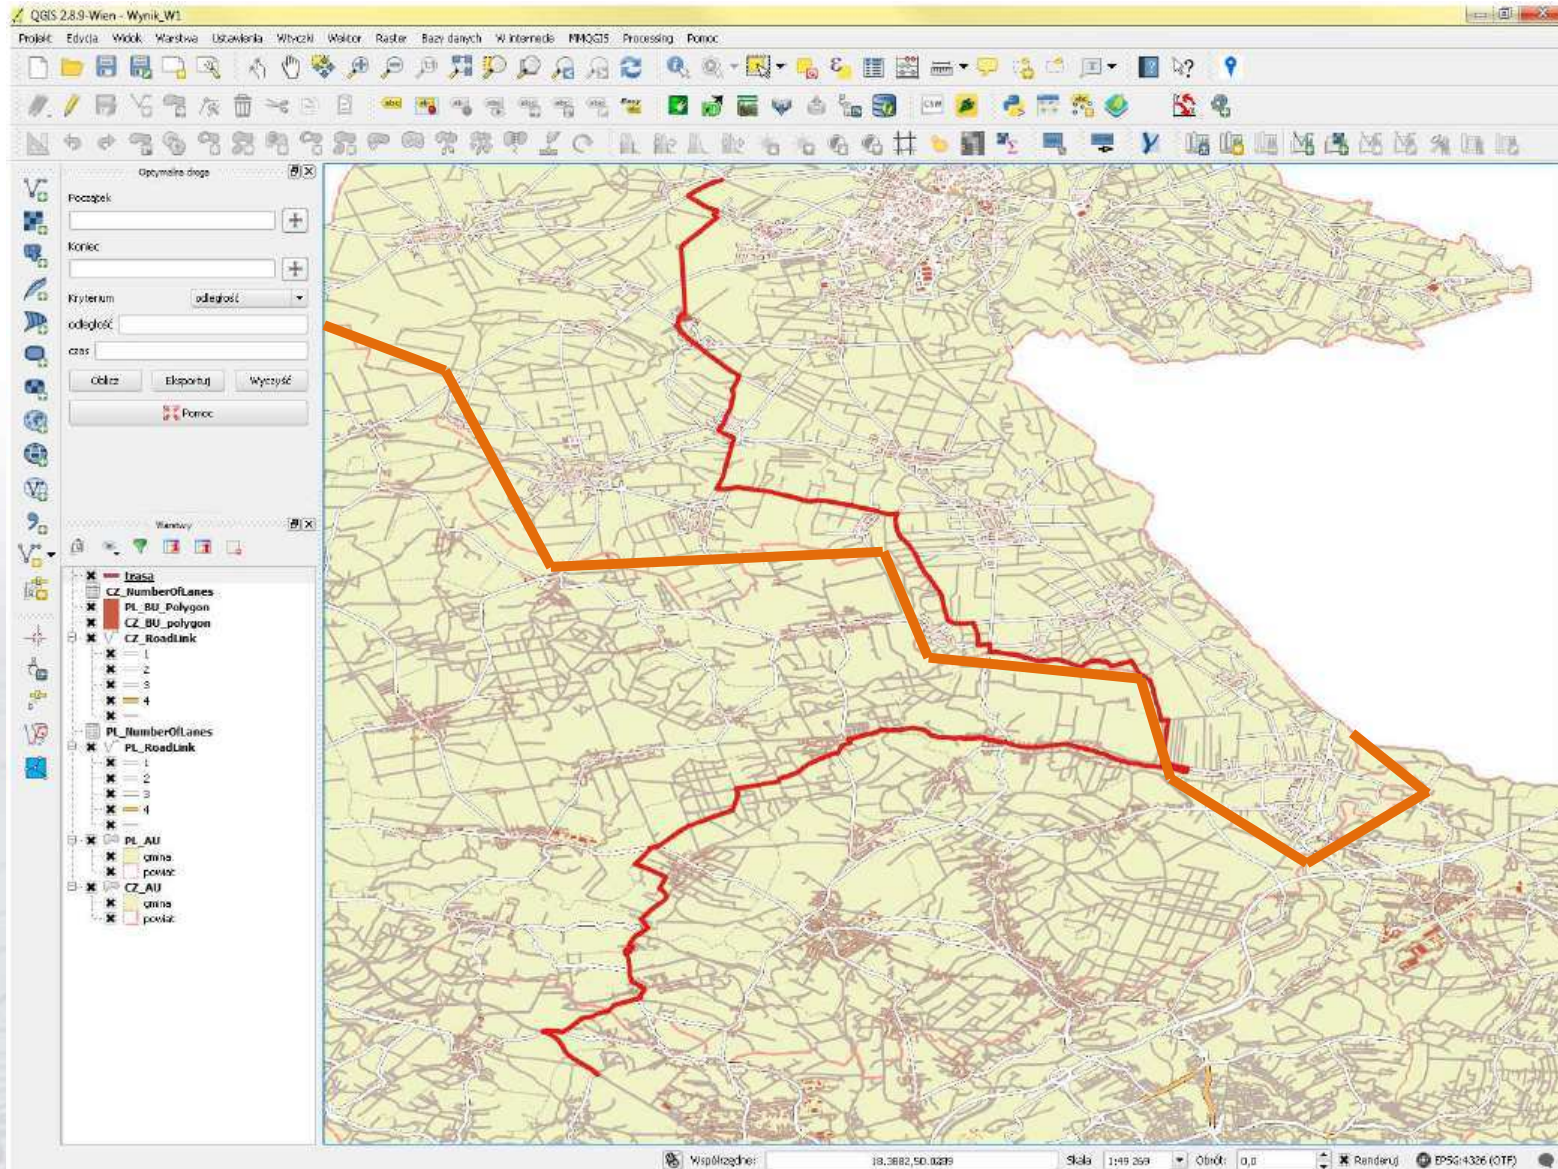 QGIS 2.8.9-Wien - Wynik_W1
Projekt Edycja Widok Warstwa Ustawienia Wtyczki Wektor Raster Bazy danych W internecie MMQGIS Processing Pomoc
Optymalna droga
Początek
Koniec
Kryterium odległość
odległość
czas
Oblicz Eksportuj Wyczyść
Pomoc
Warstwy
trasa
CZ_NumberOfLanes
PL_BU_Polygon
CZ_BU_polygon
CZ_RoadLink
1
2
3
4
PL_NumberOfLanes
PL_RoadLink
1
2
3
4
PL_AU
gmina
powiat
CZ_AU
gmina
powiat
Współrzędne: 18.3882,50.0299 Skala 1:49 269 Obrót: 0,0 Renderuj EPSG:4326 (OTF)